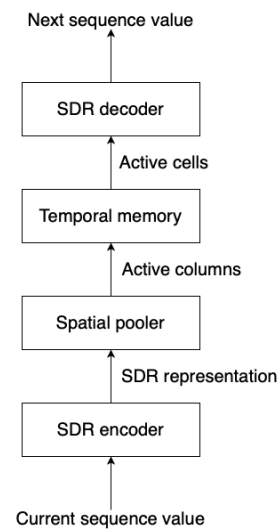 Next sequence value
SDR decoder
Active cells
Temporal memory
Active columns
Spatial pooler
SDR representation
SDR encoder
Current sequence value